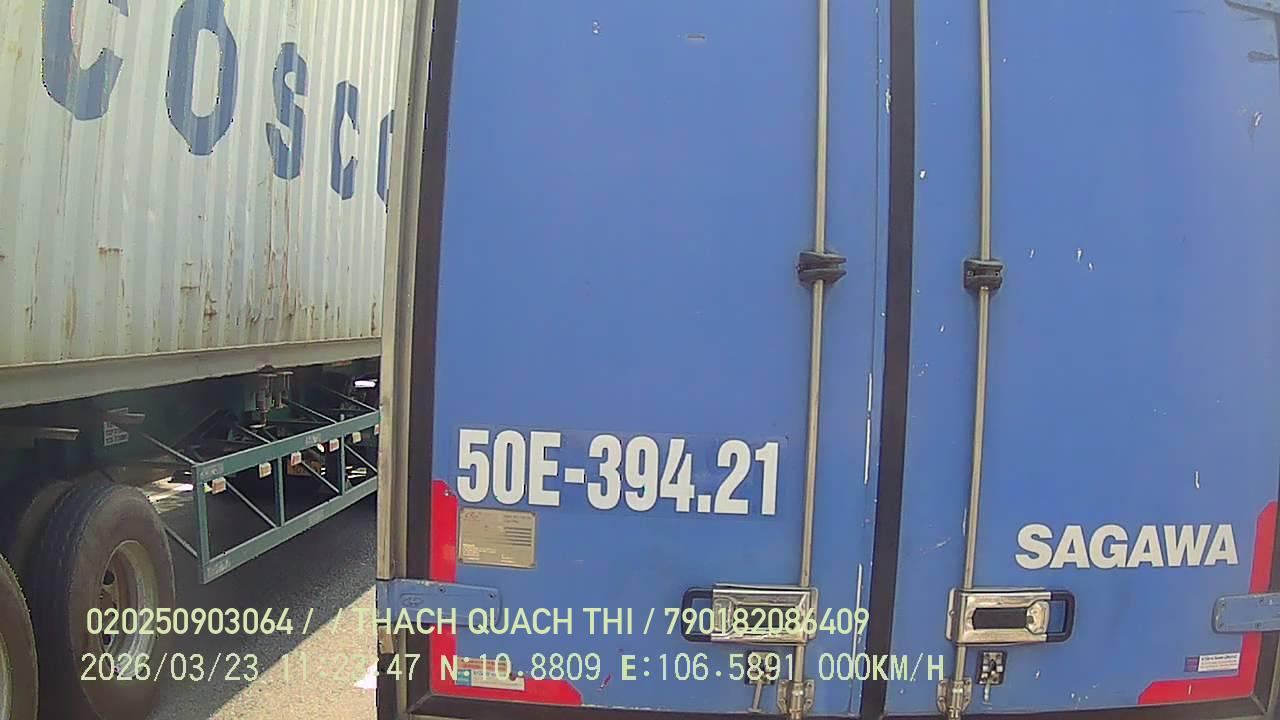 COSCO
50E-394.21
SAGAWA
020250903064 / / THACH QUACH THI / 790182086409
2026/03/23 11:23:47 N:10.8809 E:106.5891 000KM/H